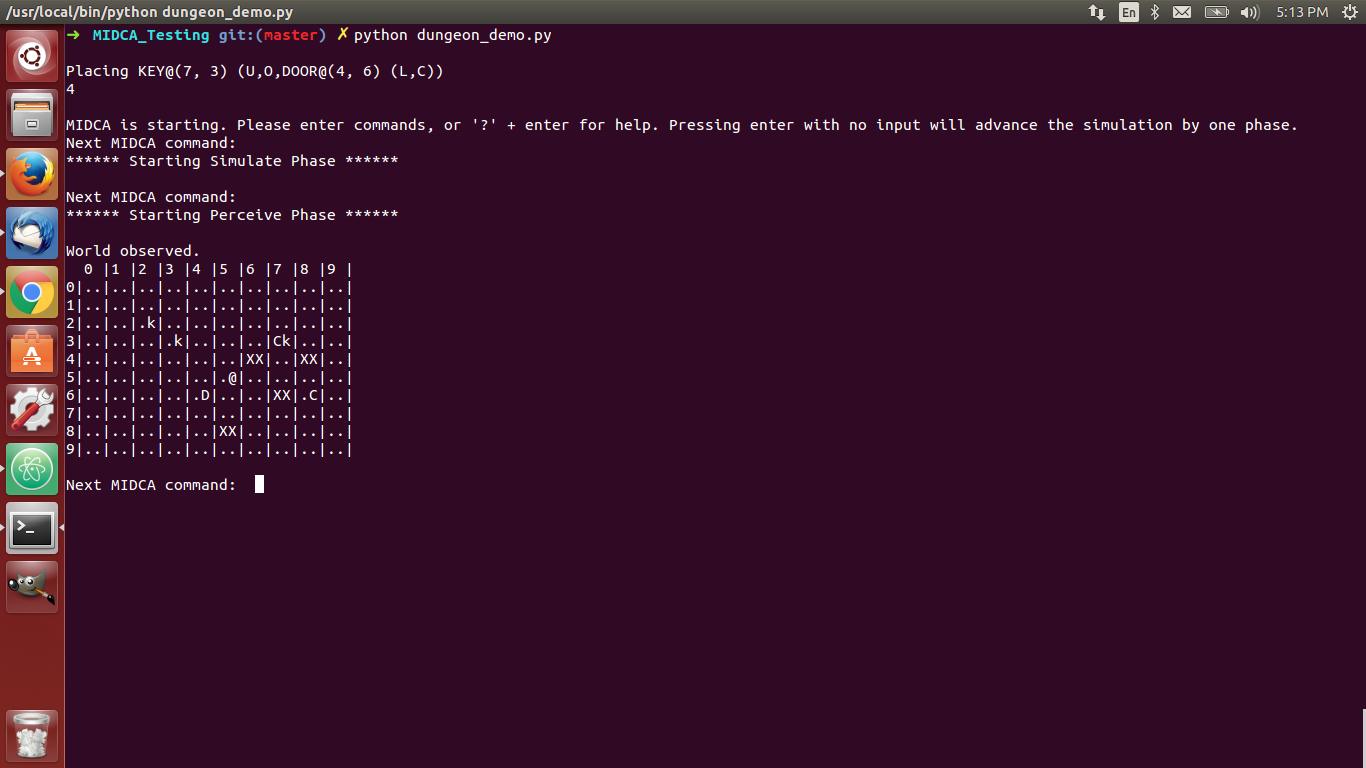 /usr/local/bin/python dungeon_demo.py
En
5:13 PM
➜  MIDCA_Testing git:(master) ✗ python dungeon_demo.py
Placing KEY@(7, 3) (U,O,DOOR@(4, 6) (L,C))
4
MIDCA is starting. Please enter commands, or '?' + enter for help. Pressing enter with no input will advance the simulation by one phase.
Next MIDCA command:
****** Starting Simulate Phase ******
Next MIDCA command:
****** Starting Perceive Phase ******
World observed.
  0 |1 |2 |3 |4 |5 |6 |7 |8 |9 |
0|..|..|..|..|..|..|..|..|..|..|
1|..|..|..|..|..|..|..|..|..|..|
2|..|..|.k|..|..|..|..|..|..|..|
3|..|..|..|.k|..|..|..|Ck|..|..|
4|..|..|..|..|..|..|XX|..|XX|..|
5|..|..|..|..|..|.@|..|..|..|..|
6|..|..|..|..|.D|..|..|XX|.C|..|
7|..|..|..|..|..|..|..|..|..|..|
8|..|..|..|..|..|XX|..|..|..|..|
9|..|..|..|..|..|..|..|..|..|..|
Next MIDCA command: